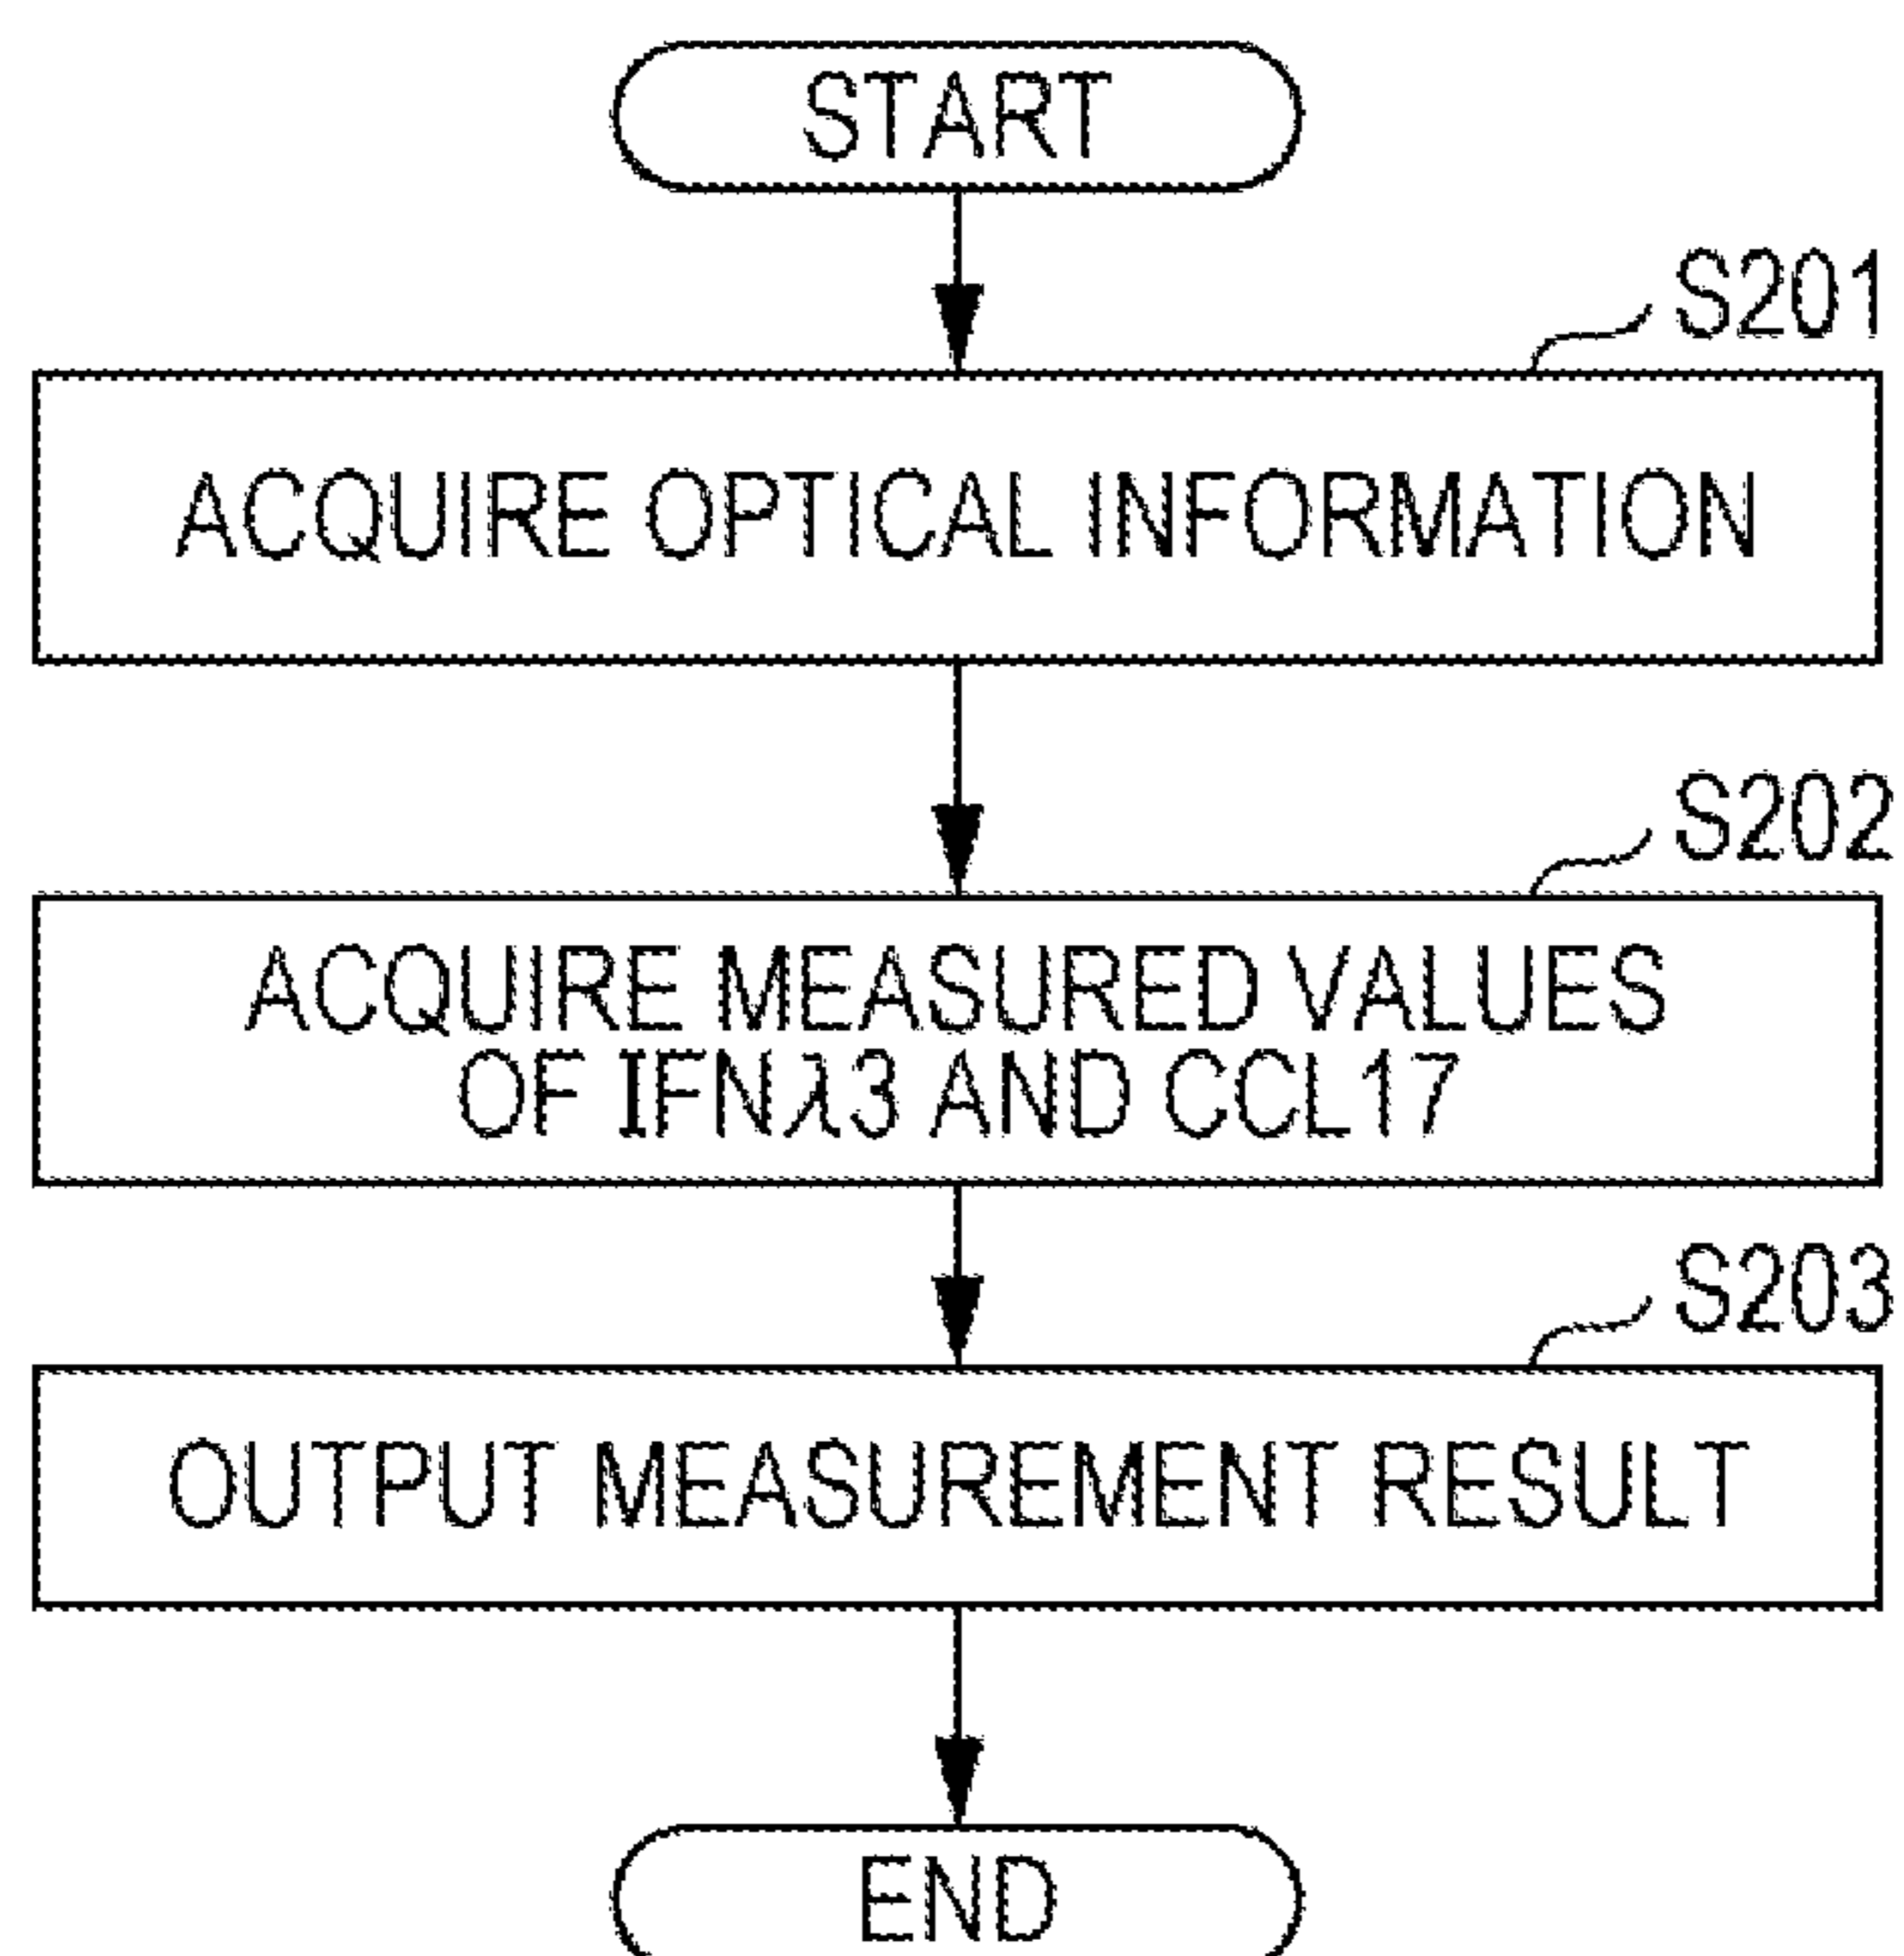 START
S201
ACQUIRE OPTICAL INFORMATION
S202
ACQUIRE MEASURED VALUES
OF IFNλ3 AND CCL17
S203
OUTPUT MEASUREMENT RESULT
END